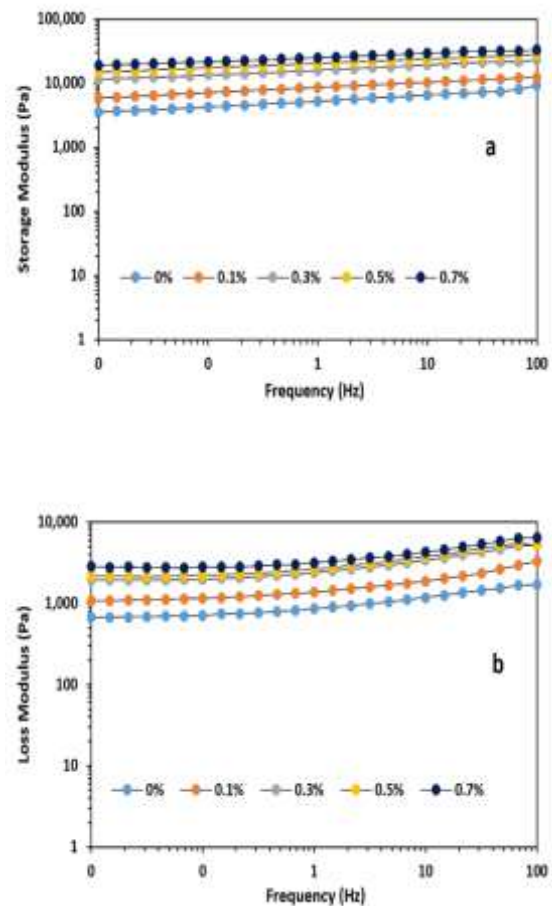 100,000
10,000
1,000
100
10
1
Storage Modulus (Pa)
a
0% 0.1% 0.3% 0.5% 0.7%
0 0 1 10 100
Frequency (Hz)
10,000
1,000
100
10
1
Loss Modulus (Pa)
b
0% 0.1% 0.3% 0.5% 0.7%
0 0 1 10 100
Frequency (Hz)